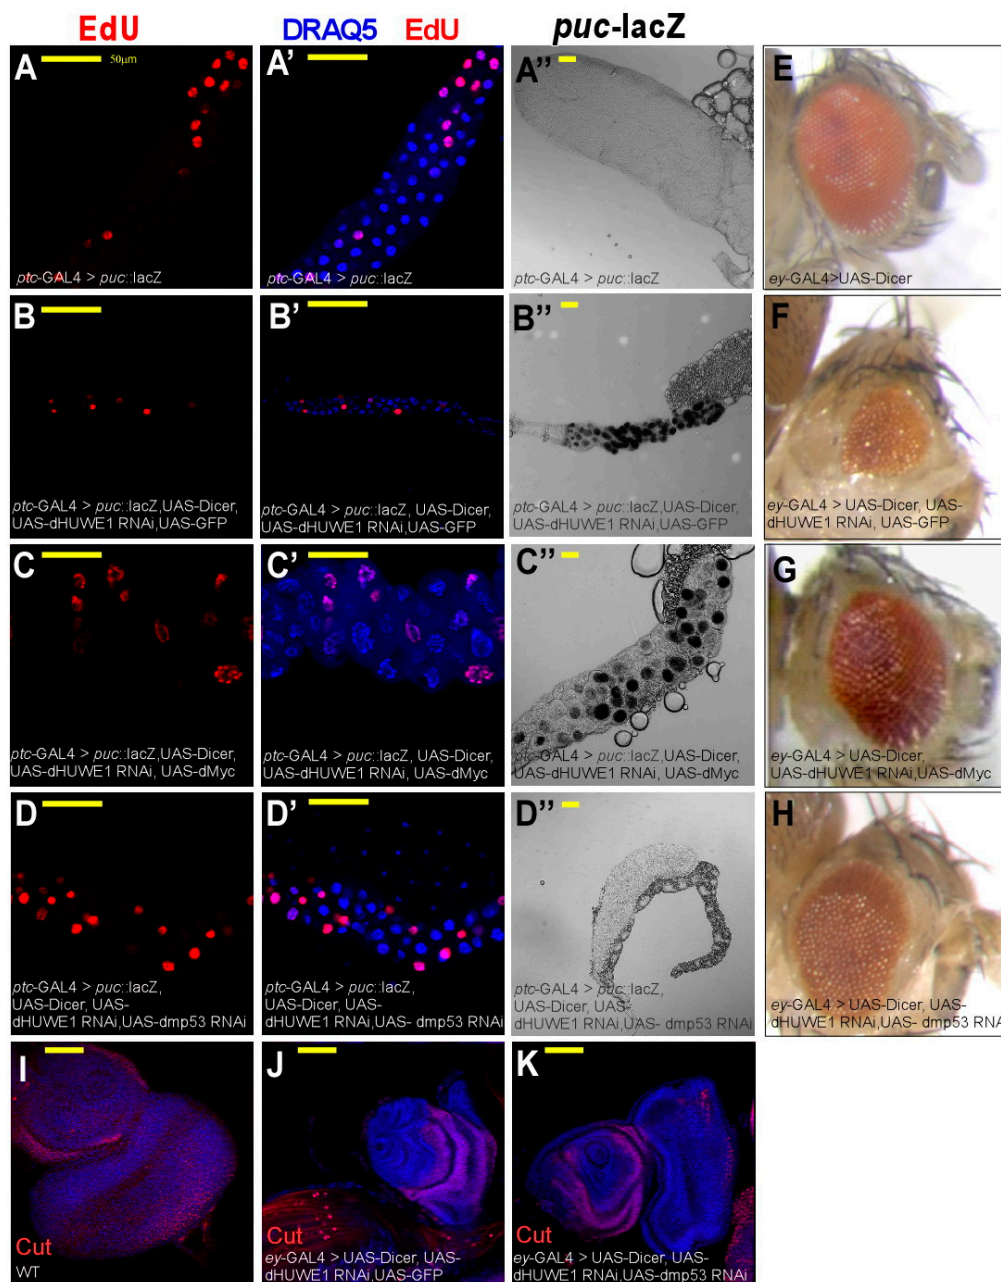 EdU
DRAQ5 EdU
puc-lacZ
A
50µm
ptc-GAL4 > puc::lacZ
A'
ptc-GAL4 > puc::lacZ
A''
E
ey-GAL4>UAS-Dicer
B
ptc-GAL4 > puc::lacZ,UAS-Dicer,
UAS-dHUWE1 RNAi,UAS-GFP
B'
ptc-GAL4 > puc::lacZ, UAS-Dicer,
UAS-dHUWE1 RNAi,UAS-GFP
B''
ptc-GAL4 > puc::lacZ, UAS-Dicer,
UAS-dHUWE1 RNAi,UAS-GFP
F
ey-GAL4 > UAS-Dicer, UAS-
dHUWE1 RNAi, UAS-GFP
C
ptc-GAL4 > puc::lacZ,UAS-Dicer,
UAS-dHUWE1 RNAi, UAS-dMyc
C'
ptc-GAL4 > puc::lacZ, UAS-Dicer,
UAS-dHUWE1 RNAi, UAS-dMyc
C''
ptc-GAL4 > puc::lacZ,UAS-Dicer,
UAS-dHUWE1 RNAi, UAS-dMyc
G
ey-GAL4 > UAS-Dicer,
UAS-dHUWE1 RNAi,UAS-dMyc
D
ptc-GAL4 > puc::lacZ,
UAS-Dicer, UAS-
dHUWE1 RNAi,UAS-dmp53 RNAi
D'
ptc-GAL4 > puc::lacZ,
UAS-Dicer, UAS-
dHUWE1 RNAi,UAS- dmp53 RNAi
D''
ptc-GAL4 > puc::lacZ,
UAS-Dicer, UAS-
dHUWE1 RNAi,UAS- dmp53 RNAi
H
ey-GAL4 > UAS-Dicer, UAS-
dHUWE1 RNAi,UAS- dmp53 RNA
I
Cut
WT
J
Cut
ey-GAL4 > UAS-Dicer, UAS-
dHUWE1 RNAi,UAS-GFP
K
Cut
ey-GAL4 > UAS-Dicer, UAS-
dHUWE1 RNAi,UAS-dmp53 RNAi